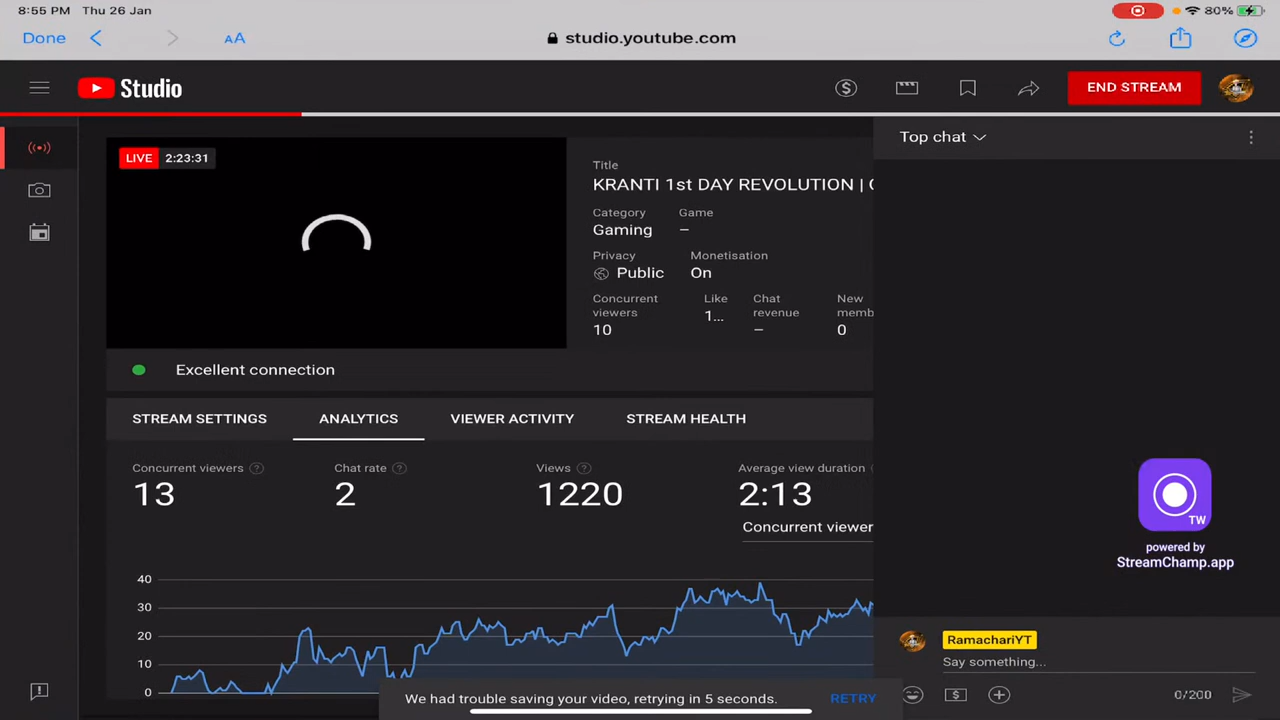 8:55 PM Thu 26 Jan
80%
Done
AA
studio.youtube.com
Studio
END STREAM
LIVE 2:23:31
Title
KRANTI 1st DAY REVOLUTION |
Category Game
Gaming –
Privacy Monetisation
Public On
Concurrent viewers
10
Like
1...
Chat revenue
–
New memb
0
Excellent connection
STREAM SETTINGS ANALYTICS VIEWER ACTIVITY STREAM HEALTH
Concurrent viewers ? Chat rate ? Views ? Average view duration
13 2 1220 2:13
Concurrent viewer
40
30
20
10
0
We had trouble saving your video, retrying in 5 seconds. RETRY
Top chat
TW
powered by
StreamChamp.app
RamachariYT
Say something...
0/200